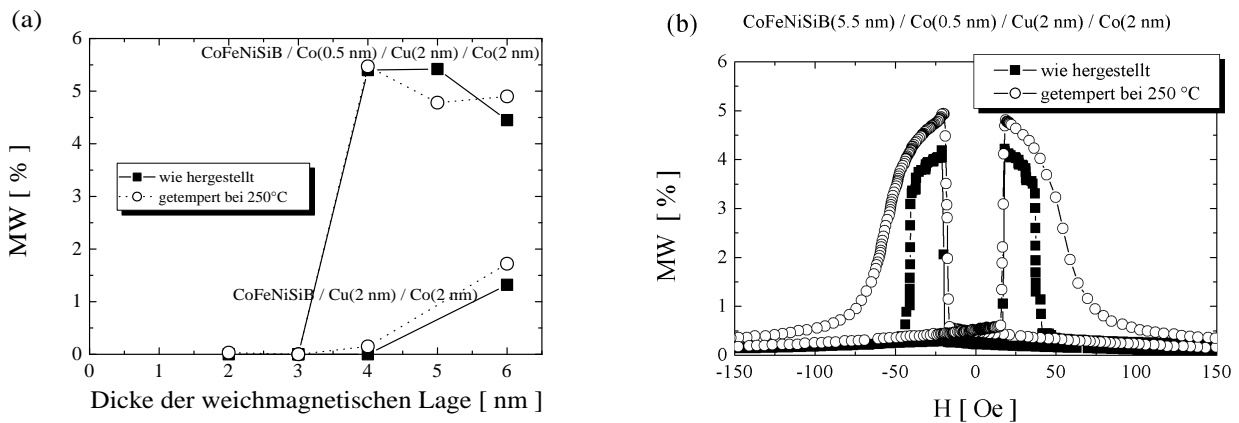 (a)
CoFeNiSiB / Co(0.5 nm) / Cu(2 nm) / Co(2 nm)
6
5
4
3
2
1
0
MW [ % ]
wie hergestellt
getempert bei 250°C
CoFeNiSiB / Cu(2 nm) / Co(2 nm)
0 1 2 3 4 5 6
Dicke der weichmagnetischen Lage [ nm ]
(b)
CoFeNiSiB(5.5 nm) / Co(0.5 nm) / Cu(2 nm) / Co(2 nm)
wie hergestellt
getempert bei 250 °C
6
5
4
3
2
1
0
MW [ % ]
-150 -100 -50 0 50 100 150
H [ Oe ]